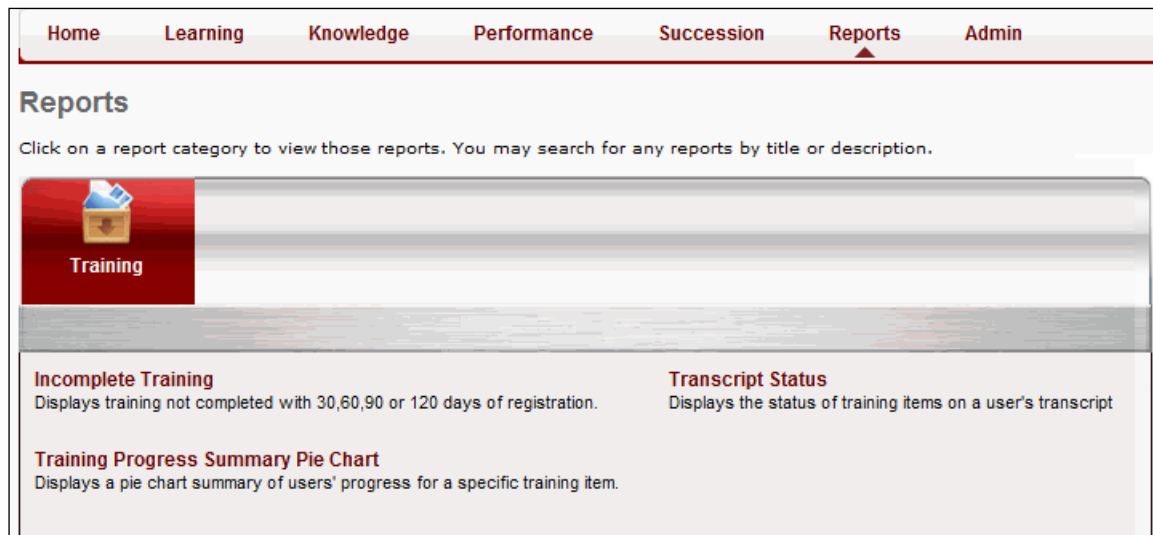 Home Learning Knowledge Performance Succession Reports Admin
Reports
Click on a report category to view those reports. You may search for any reports by title or description.
Training
Incomplete Training
Displays training not completed with 30,60,90 or 120 days of registration.
Transcript Status
Displays the status of training items on a user's transcript
Training Progress Summary Pie Chart
Displays a pie chart summary of users' progress for a specific training item.